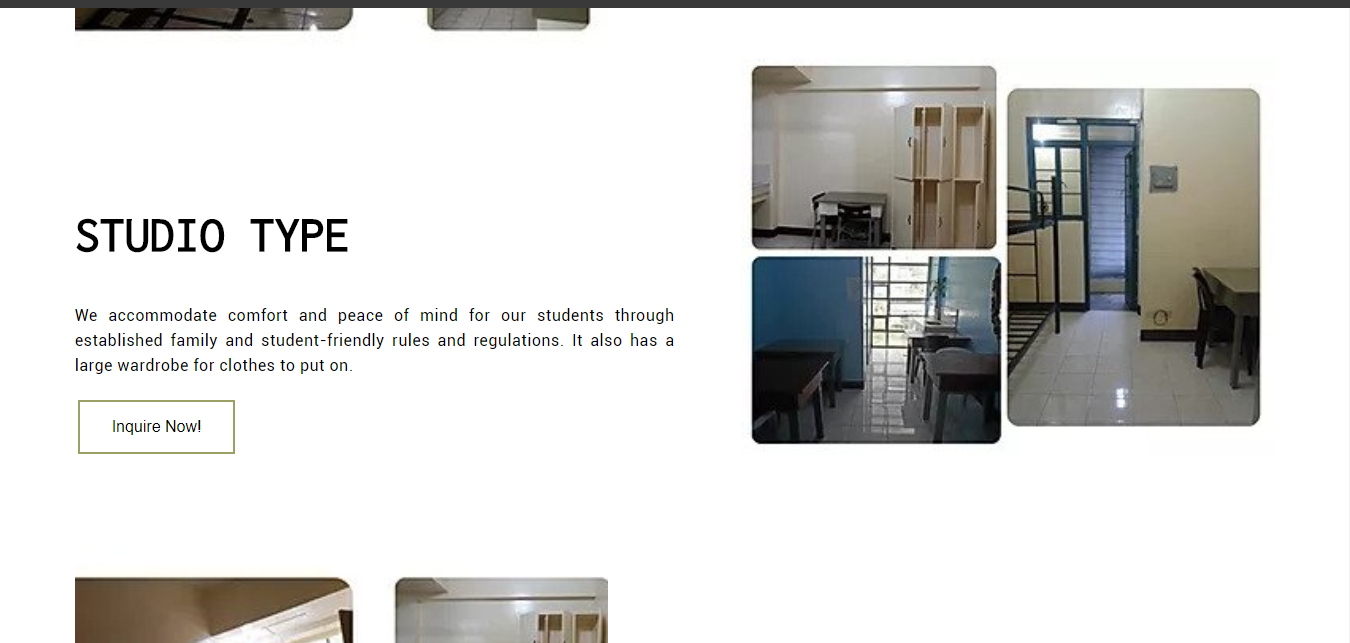 STUDIO TYPE
We accommodate comfort and peace of mind for our students through
established family and student-friendly rules and regulations. It also has a
large wardrobe for clothes to put on.
Inquire Now!